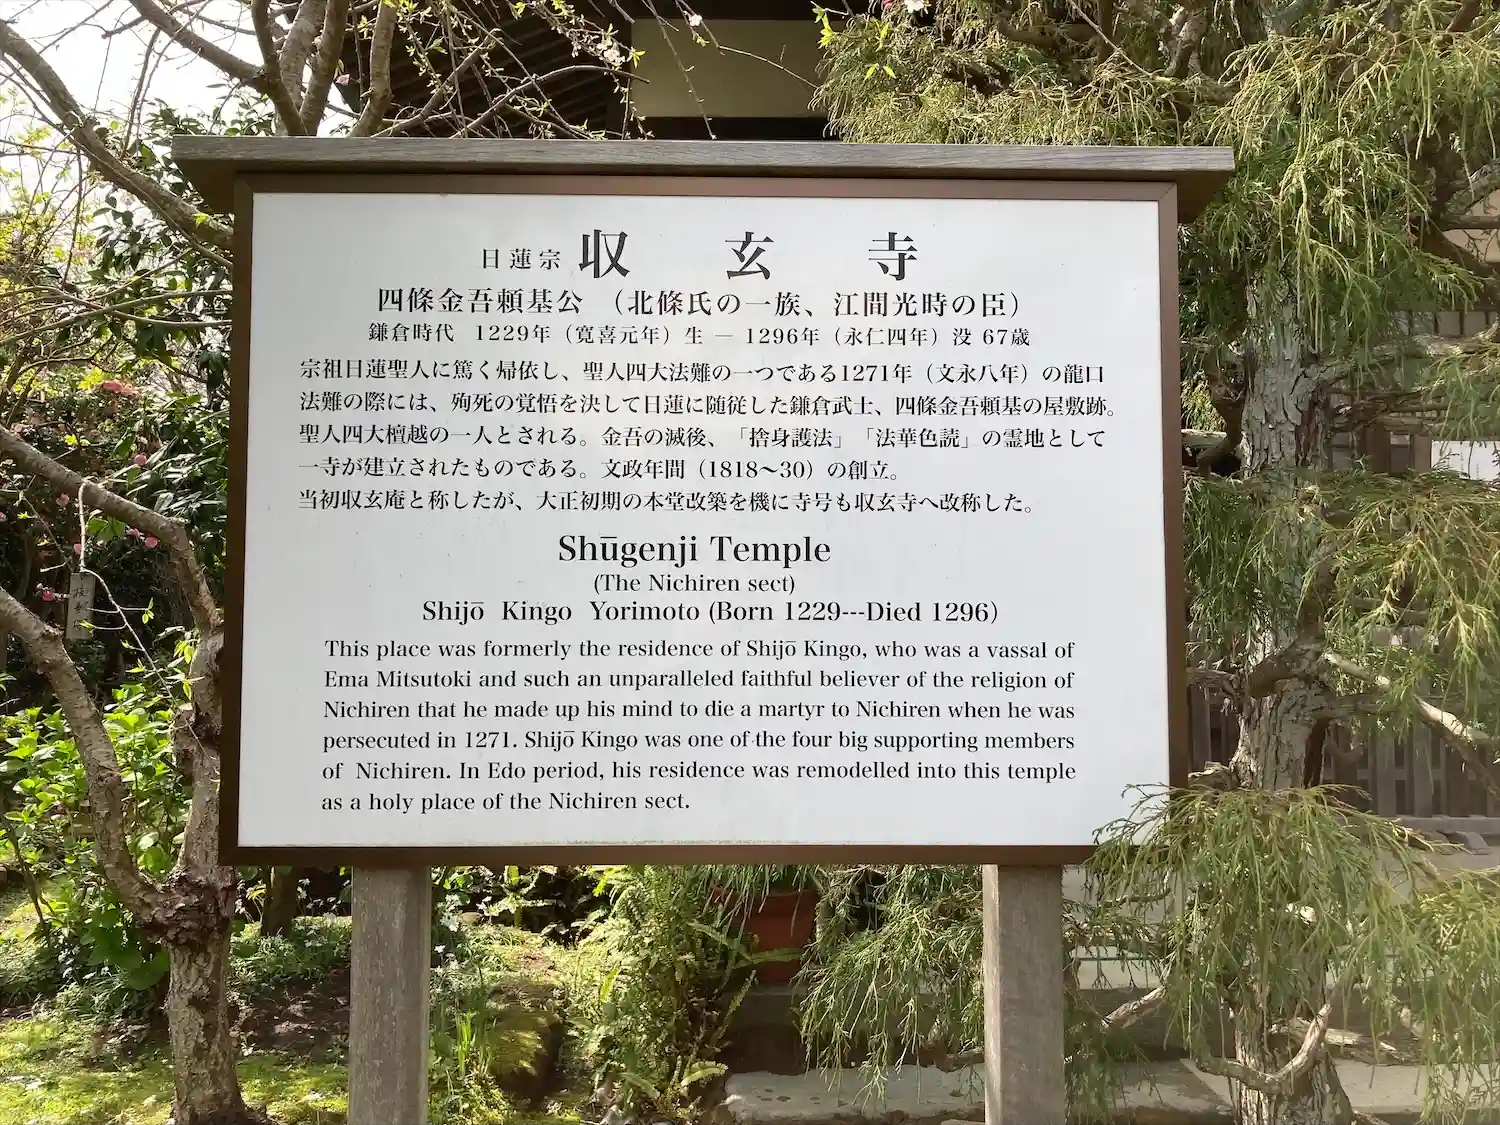 日蓮宗 収玄寺
四條金吾頼基公 （北條氏の一族、江間光時の臣）
鎌倉時代 1229年（寛喜元年）生 ― 1296年（永仁四年）没 67歳
宗祖日蓮聖人に篤く帰依し、聖人四大法難の一つである1271年（文永八年）の龍口
法難の際には、殉死の覚悟を決して日蓮に随従した鎌倉武士、四條金吾頼基の屋敷跡。
聖人四大檀越の一人とされる。金吾の滅後、「捨身護法」「法華色読」の霊地として
一寺が建立されたものである。文政年間（1818〜30）の創立。
当初収玄庵と称したが、大正初期の本堂改築を機に寺号も収玄寺へ改称した。
Shūgenji Temple
(The Nichiren sect)
Shijō Kingo Yorimoto (Born 1229---Died 1296)
This place was formerly the residence of Shijō Kingo, who was a vassal of
Ema Mitsutoki and such an unparalleled faithful believer of the religion of
Nichiren that he made up his mind to die a martyr to Nichiren when he was
persecuted in 1271. Shijō Kingo was one of the four big supporting members
of Nichiren. In Edo period, his residence was remodelled into this temple
as a holy place of the Nichiren sect.